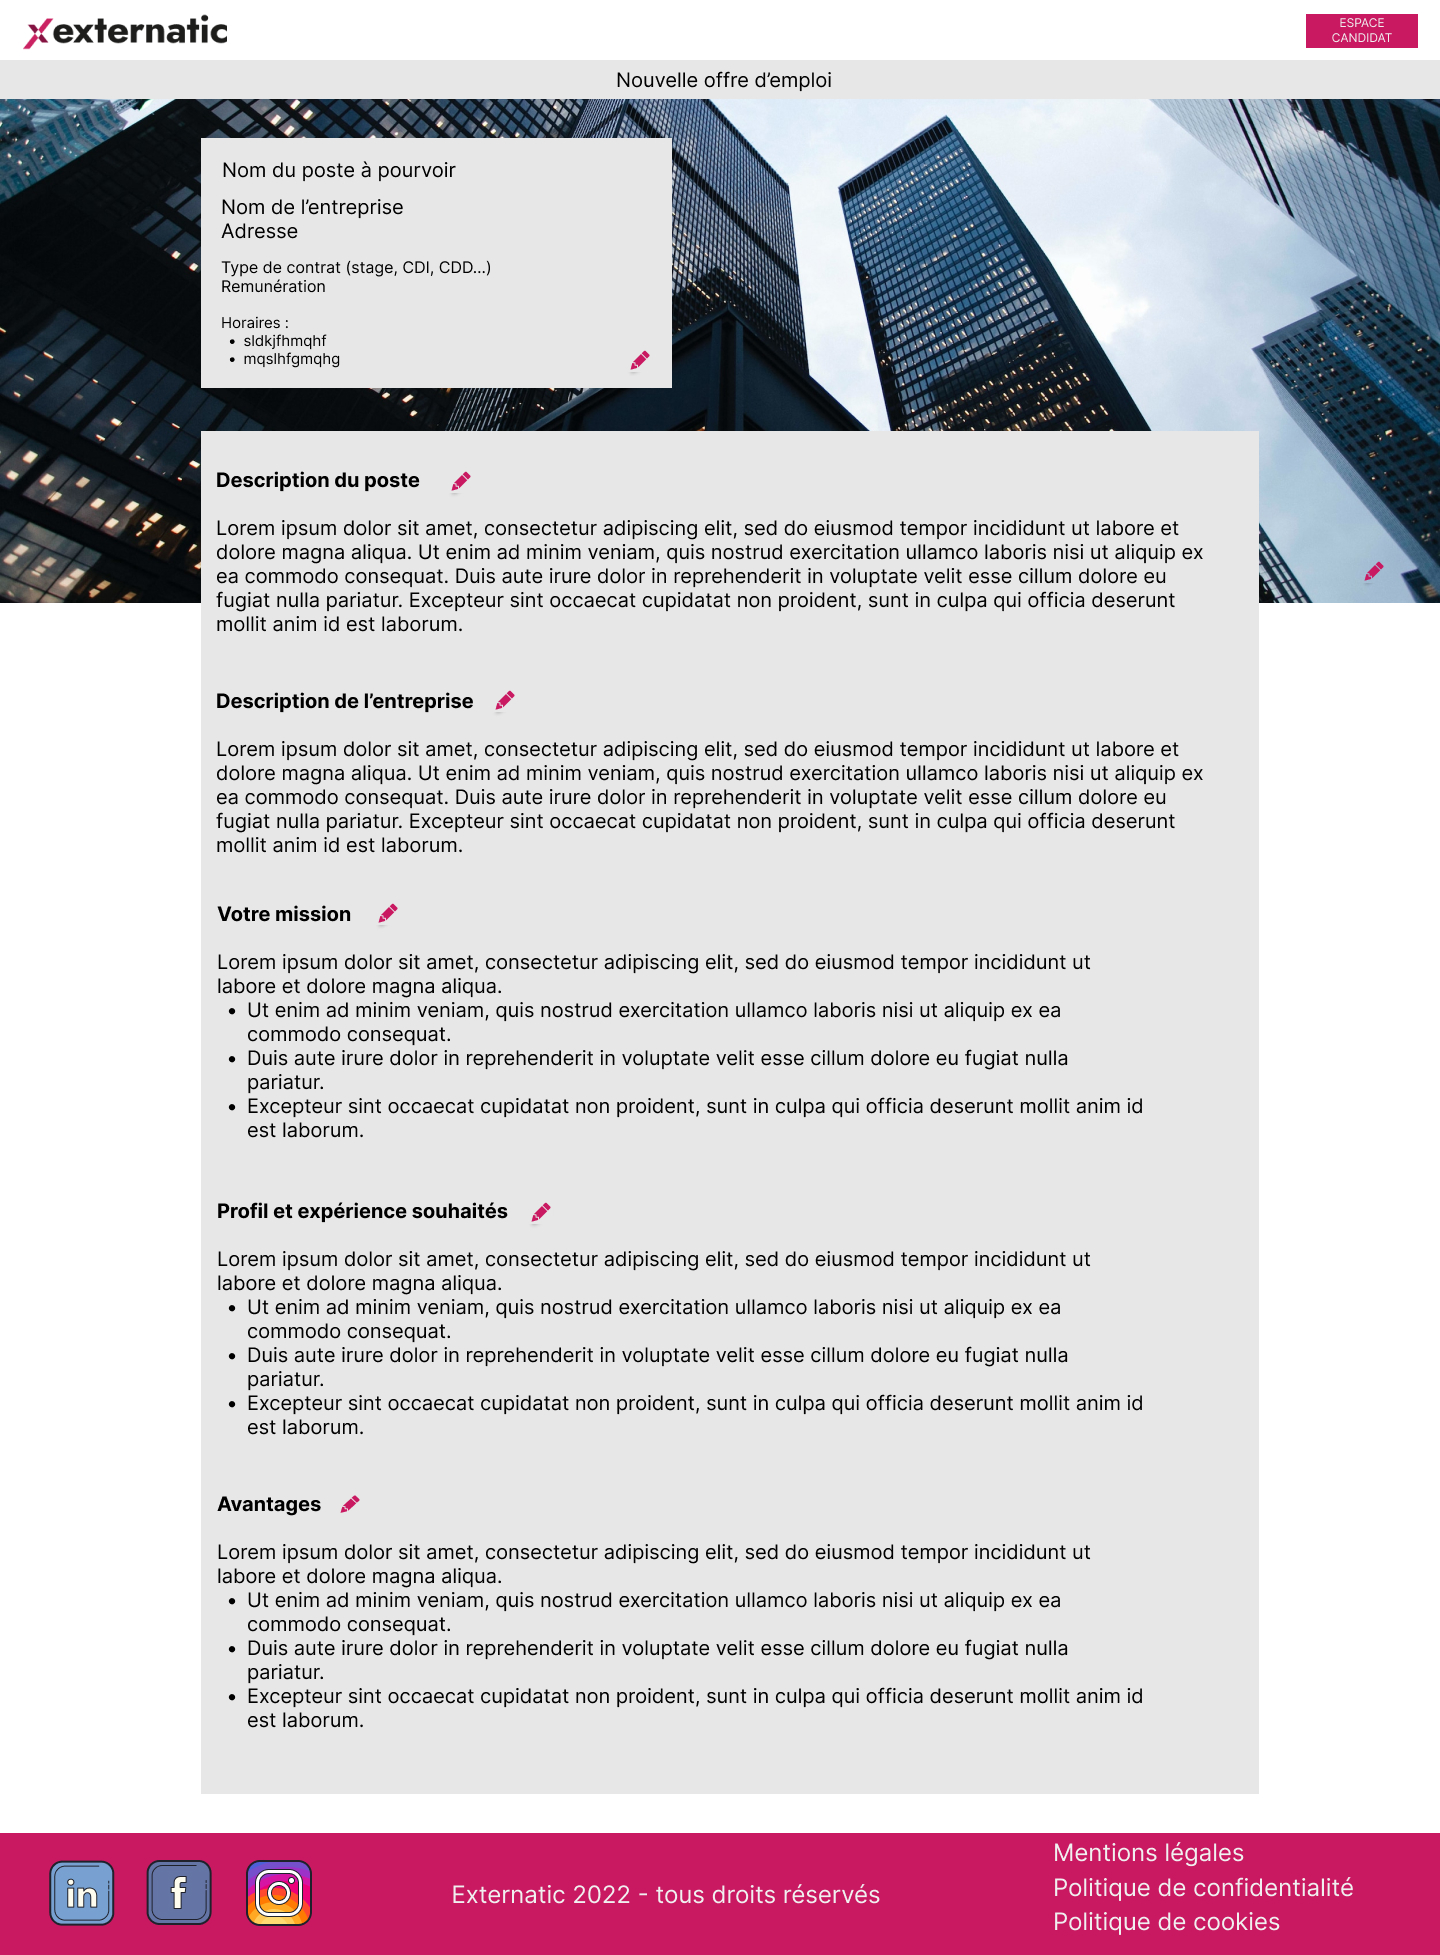 externatic
ESPACE
CANDIDAT
Nouvelle offre d’emploi
Nom du poste à pourvoir
Nom de l’entreprise
Adresse
Type de contrat (stage, CDI, CDD...)
Remunération
Horaires :
• sldkjfhmqhf
• mqslhfgmqhg
Description du poste
Lorem ipsum dolor sit amet, consectetur adipiscing elit, sed do eiusmod tempor incididunt ut labore et
dolore magna aliqua. Ut enim ad minim veniam, quis nostrud exercitation ullamco laboris nisi ut aliquip ex
ea commodo consequat. Duis aute irure dolor in reprehenderit in voluptate velit esse cillum dolore eu
fugiat nulla pariatur. Excepteur sint occaecat cupidatat non proident, sunt in culpa qui officia deserunt
mollit anim id est laborum.
Description de l’entreprise
Lorem ipsum dolor sit amet, consectetur adipiscing elit, sed do eiusmod tempor incididunt ut labore et
dolore magna aliqua. Ut enim ad minim veniam, quis nostrud exercitation ullamco laboris nisi ut aliquip ex
ea commodo consequat. Duis aute irure dolor in reprehenderit in voluptate velit esse cillum dolore eu
fugiat nulla pariatur. Excepteur sint occaecat cupidatat non proident, sunt in culpa qui officia deserunt
mollit anim id est laborum.
Votre mission
Lorem ipsum dolor sit amet, consectetur adipiscing elit, sed do eiusmod tempor incididunt ut
labore et dolore magna aliqua.
• Ut enim ad minim veniam, quis nostrud exercitation ullamco laboris nisi ut aliquip ex ea
commodo consequat.
• Duis aute irure dolor in reprehenderit in voluptate velit esse cillum dolore eu fugiat nulla
pariatur.
• Excepteur sint occaecat cupidatat non proident, sunt in culpa qui officia deserunt mollit anim id
est laborum.
Profil et expérience souhaités
Lorem ipsum dolor sit amet, consectetur adipiscing elit, sed do eiusmod tempor incididunt ut
labore et dolore magna aliqua.
• Ut enim ad minim veniam, quis nostrud exercitation ullamco laboris nisi ut aliquip ex ea
commodo consequat.
• Duis aute irure dolor in reprehenderit in voluptate velit esse cillum dolore eu fugiat nulla
pariatur.
• Excepteur sint occaecat cupidatat non proident, sunt in culpa qui officia deserunt mollit anim id
est laborum.
Avantages
Lorem ipsum dolor sit amet, consectetur adipiscing elit, sed do eiusmod tempor incididunt ut
labore et dolore magna aliqua.
• Ut enim ad minim veniam, quis nostrud exercitation ullamco laboris nisi ut aliquip ex ea
commodo consequat.
• Duis aute irure dolor in reprehenderit in voluptate velit esse cillum dolore eu fugiat nulla
pariatur.
• Excepteur sint occaecat cupidatat non proident, sunt in culpa qui officia deserunt mollit anim id
est laborum.
in
f
Externatic 2022 - tous droits réservés
Mentions légales
Politique de confidentialité
Politique de cookies